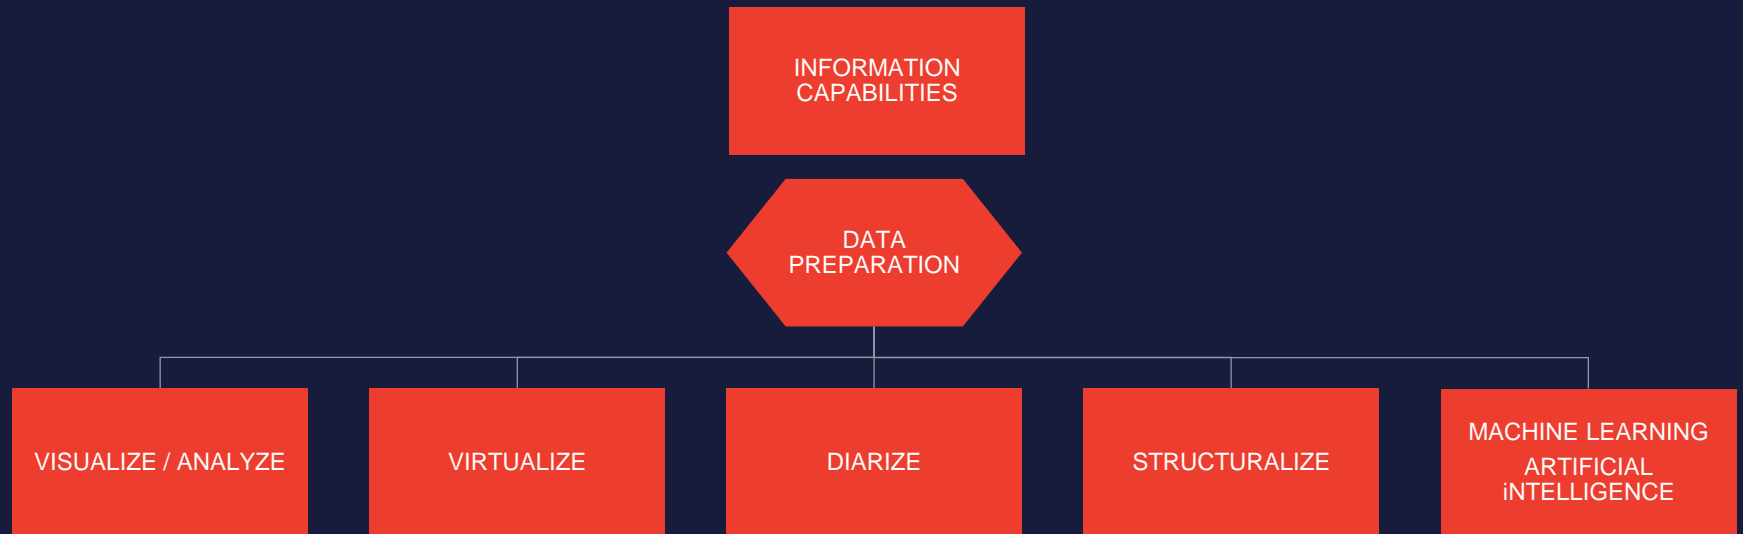 INFORMATION
CAPABILITIES
DATA
PREPARATION
VISUALIZE / ANALYZE
VIRTUALIZE
DIARIZE
STRUCTURALIZE
MACHINE LEARNING
ARTIFICIAL
iNTELLIGENCE